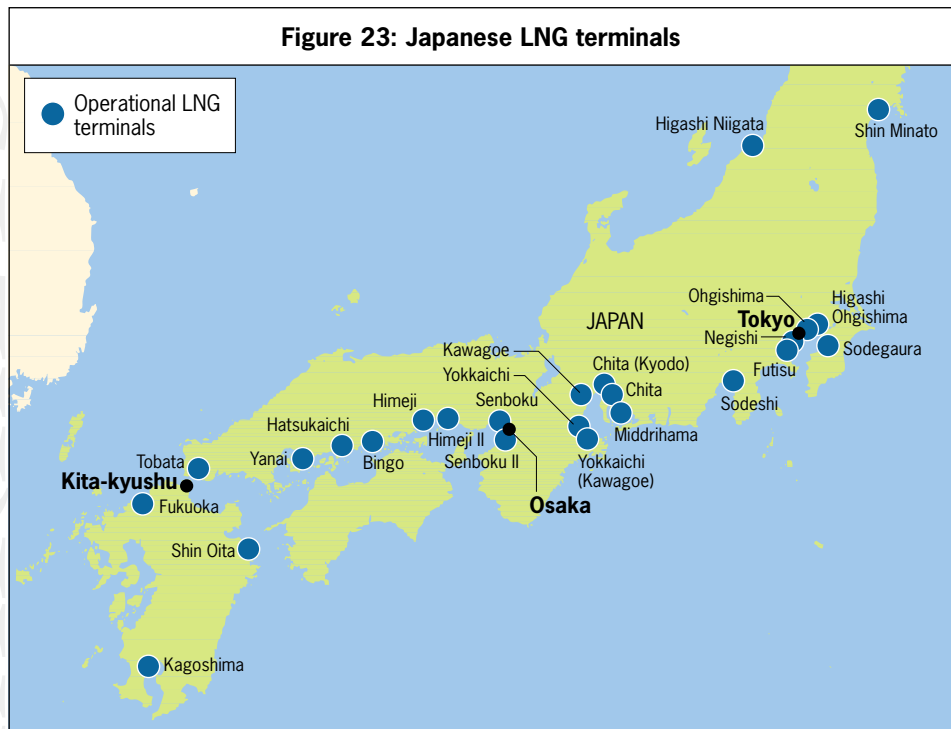 Figure 23: Japanese LNG terminals
Operational LNG
terminals
Higashi Niigata
Shin Minato
JAPAN
Ohgishima
Higashi
Ohgishima
Tokyo
Negishi
Sodegaura
Futisu
Kawagoe
Chita (Kyodo)
Yokkaichi
Chita
Sodeshi
Himeji
Senboku
Middrihama
Hatsukaichi
Himeji II
Yanai
Bingo
Senboku II
Yokkaichi
(Kawagoe)
Tobata
Kita-kyushu
Osaka
Fukuoka
Shin Oita
Kagoshima